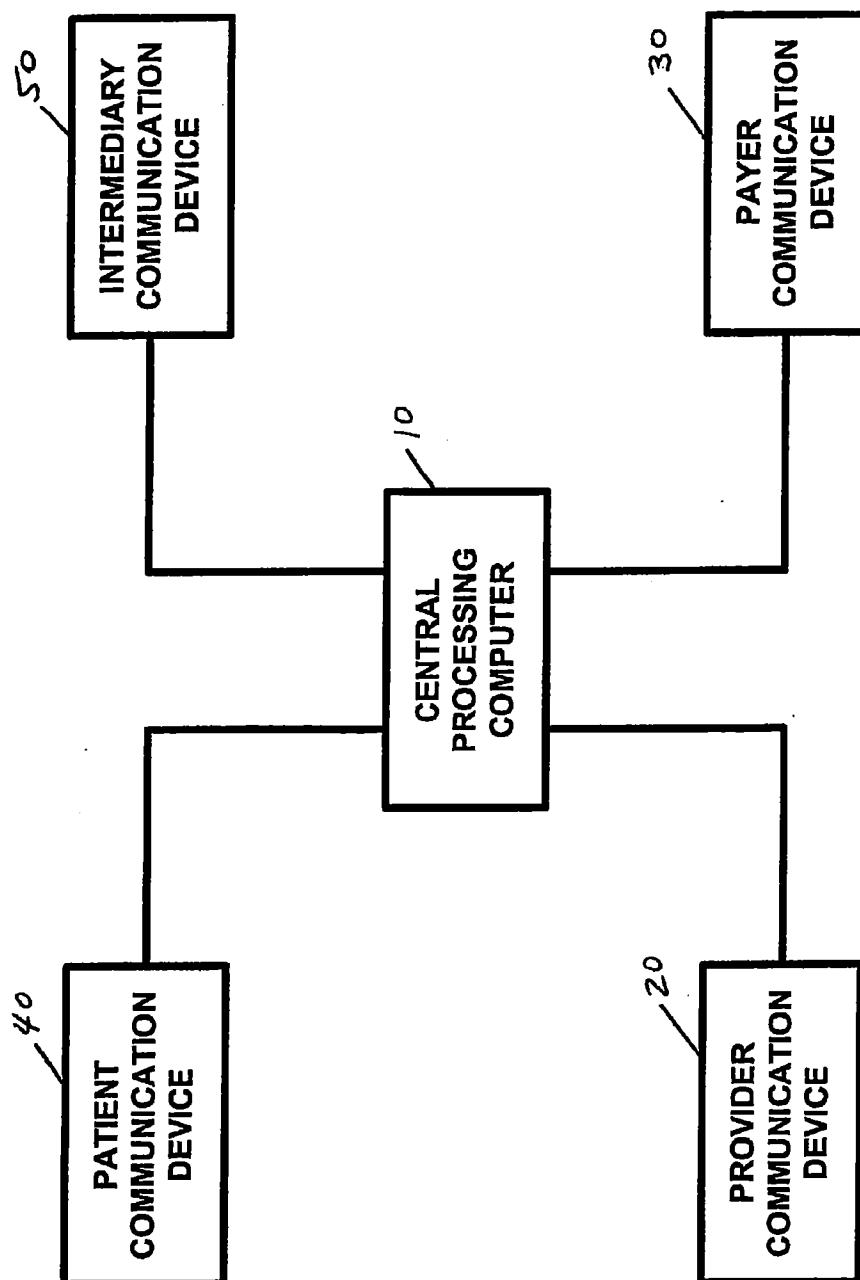 40
PATIENT
COMMUNICATION
DEVICE
50
INTERMEDIARY
COMMUNICATION
DEVICE
10
CENTRAL
PROCESSING
COMPUTER
20
PROVIDER
COMMUNICATION
DEVICE
30
PAYER
COMMUNICATION
DEVICE